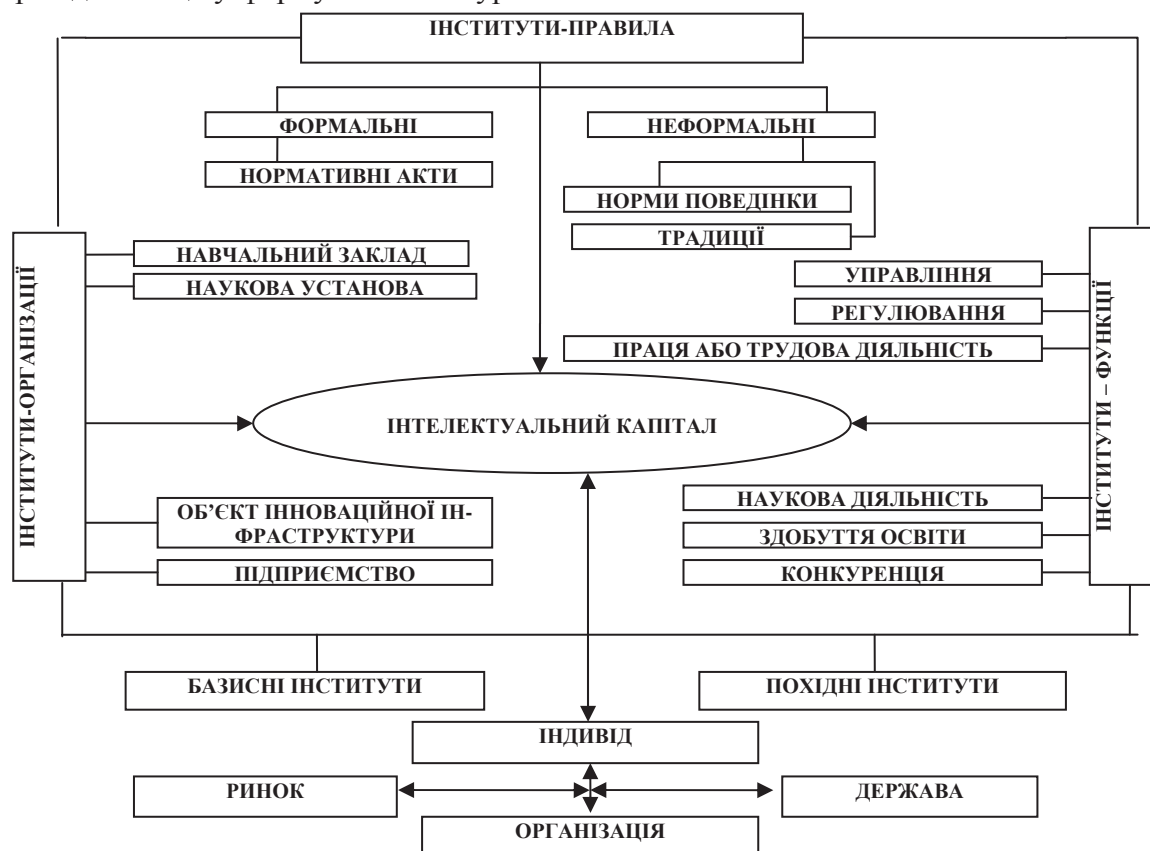 ІНСТИТУТИ-ПРАВИЛА
ФОРМАЛЬНІ
НЕФОРМАЛЬНІ
НОРМАТИВНІ АКТИ
НОРМИ ПОВЕДІНКИ
ТРАДИЦІЇ
ІНСТИТУТИ-ОРГАНІЗАЦІЇ
НАВЧАЛЬНИЙ ЗАКЛАД
НАУКОВА УСТАНОВА
ІНСТИТУТИ – ФУНКЦІЇ
УПРАВЛІННЯ
РЕГУЛЮВАННЯ
ПРАЦЯ АБО ТРУДОВА ДІЯЛЬНІСТЬ
ІНТЕЛЕКТУАЛЬНИЙ КАПІТАЛ
ОБ’ЄКТ ІННОВАЦІЙНОЇ ІН-
ФРАСТРУКТУРИ
ПІДПРИЄМСТВО
НАУКОВА ДІЯЛЬНІСТЬ
ЗДОБУТТЯ ОСВІТИ
КОНКУРЕНЦІЯ
БАЗИСНІ ІНСТИТУТИ
ПОХІДНІ ІНСТИТУТИ
ІНДИВІД
РИНОК
ДЕРЖАВА
ОРГАНІЗАЦІЯ